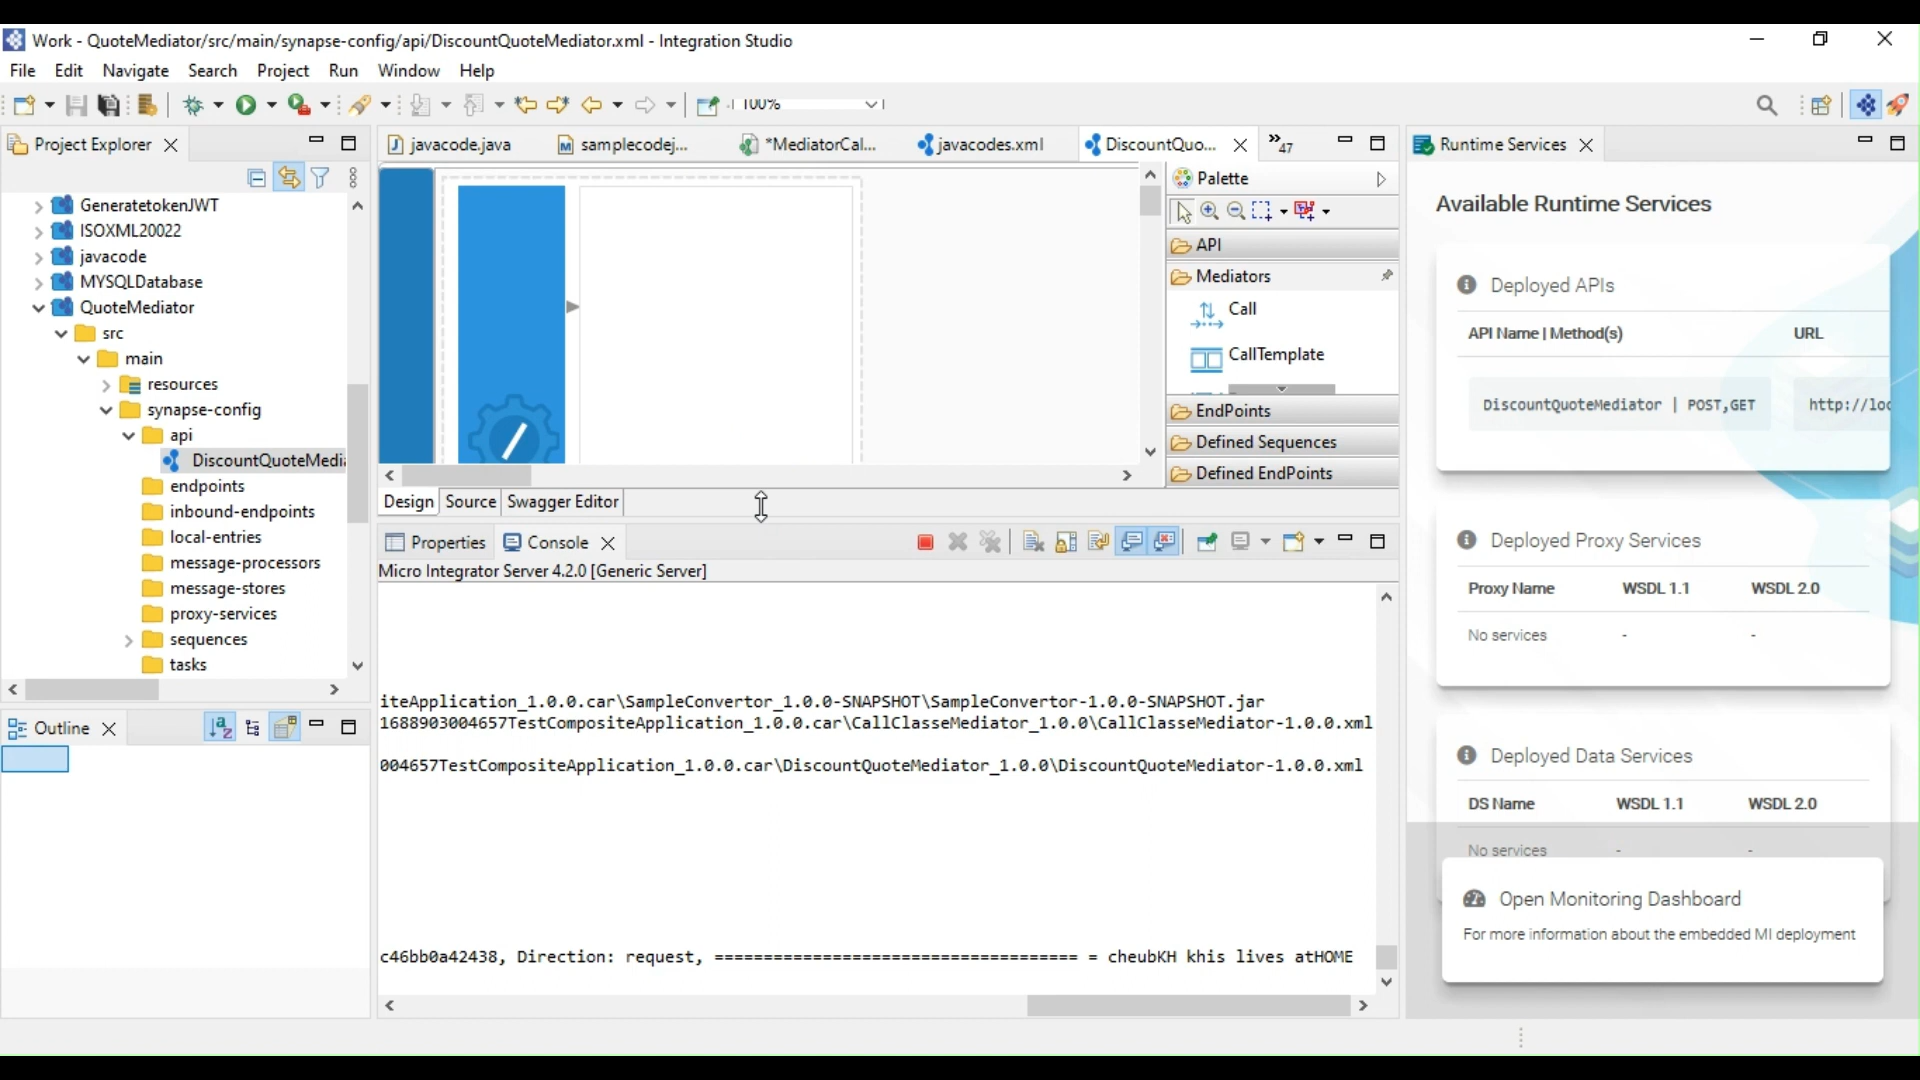 Work - QuoteMediator/src/main/synapse-config/api/DiscountQuoteMediator.xml - Integration Studio
File Edit Navigate Search Project Run Window Help
100%
Project Explorer
GeneratetokenJWT
ISOXML20022
javacode
MYSQLDatabase
QuoteMediator
src
main
resources
synapse-config
api
DiscountQuoteMedi
endpoints
inbound-endpoints
local-entries
message-processors
message-stores
proxy-services
sequences
tasks
Outline
javacode.java samplecodej... *MediatorCal... javacodes.xml DiscountQuo... »47
Palette
API
Mediators
Call
CallTemplate
EndPoints
Defined Sequences
Defined EndPoints
Design Source Swagger Editor
Properties Console
Micro Integrator Server 4.2.0 [Generic Server]
iteApplication_1.0.0.car\SampleConvertor_1.0.0-SNAPSHOT\SampleConvertor-1.0.0-SNAPSHOT.jar
1688903004657TestCompositeApplication_1.0.0.car\CallClasseMediator_1.0.0\CallClasseMediator-1.0.0.xml
004657TestCompositeApplication_1.0.0.car\DiscountQuoteMediator_1.0.0\DiscountQuoteMediator-1.0.0.xml
c46bb0a42438, Direction: request, ===================================== = cheubKH khis lives atHOME
Runtime Services
Available Runtime Services
Deployed APIs
API Name | Method(s) URL
DiscountQuoteMediator | POST,GET http://loc
Deployed Proxy Services
Proxy Name WSDL 1.1 WSDL 2.0
No services - -
Deployed Data Services
DS Name WSDL 1.1 WSDL 2.0
No services - -
Open Monitoring Dashboard
For more information about the embedded MI deployment